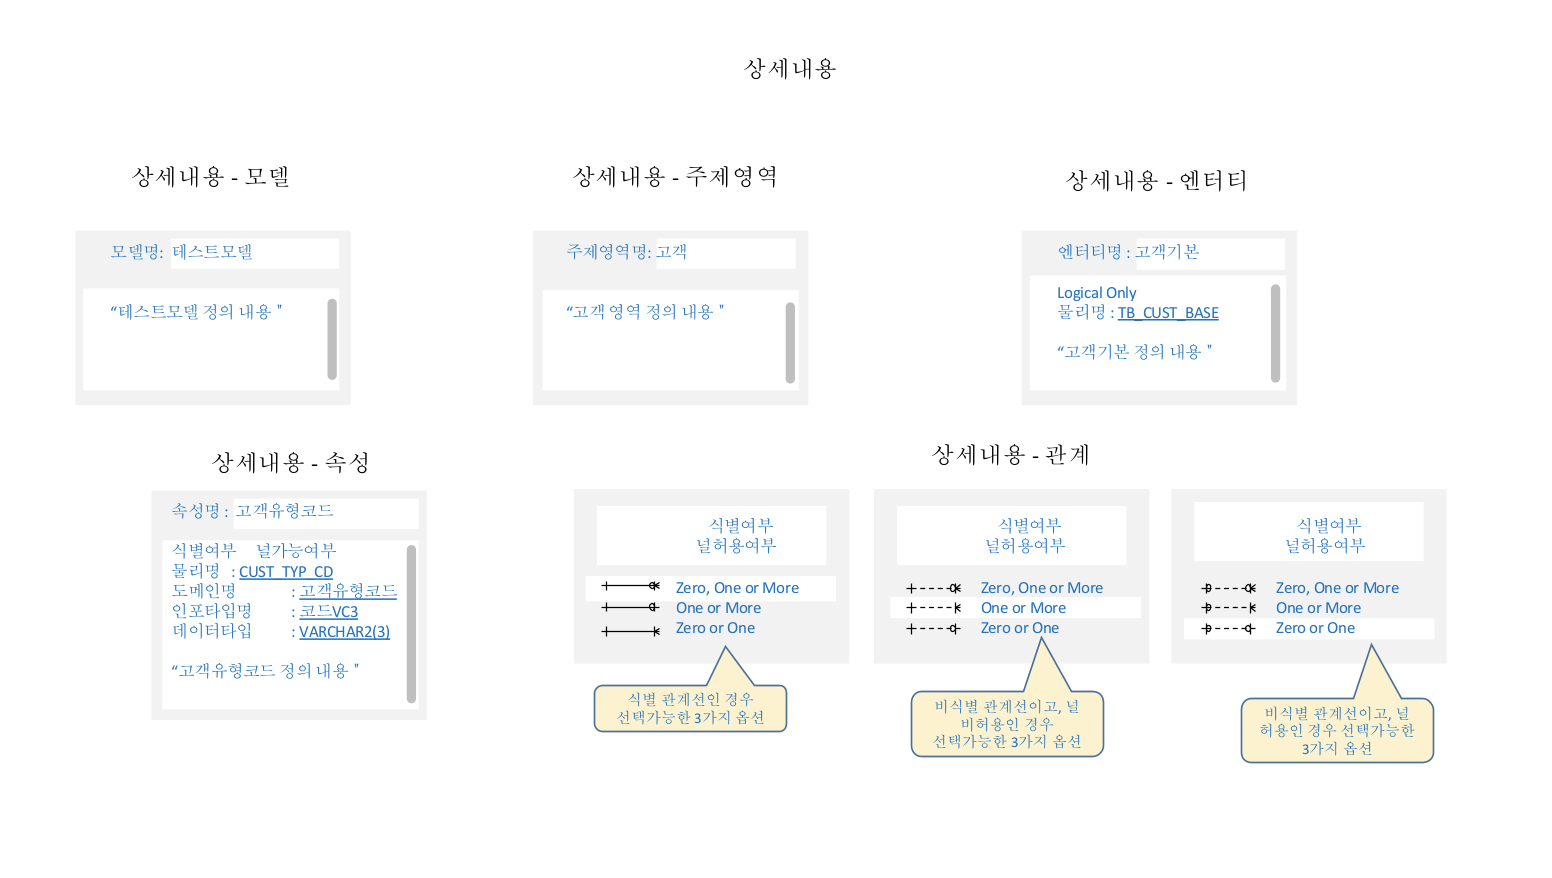 상세내용
상세내용 - 모델
모델명: 테스트모델
“테스트모델 정의 내용 "
상세내용 - 주제영역
주제영역명: 고객
“고객 영역 정의 내용 "
상세내용 - 엔터티
엔터티명 : 고객기본
Logical Only
물리명 : TB_CUST_BASE
“고객기본 정의 내용 "
상세내용 - 속성
속성명 : 고객유형코드
식별여부 널가능여부
물리명 : CUST_TYP_CD
도메인명 : 고객유형코드
인포타입명 : 코드VC3
데이터타입 : VARCHAR2(3)
“고객유형코드 정의 내용 "
상세내용 - 관계
식별여부
널허용여부
Zero, One or More
One or More
Zero or One
식별 관계선인 경우
선택가능한 3가지 옵션
식별여부
널허용여부
Zero, One or More
One or More
Zero or One
비식별 관계선이고, 널
비허용인 경우
선택가능한 3가지 옵션
식별여부
널허용여부
Zero, One or More
One or More
Zero or One
비식별 관계선이고, 널
허용인 경우 선택가능한
3가지 옵션